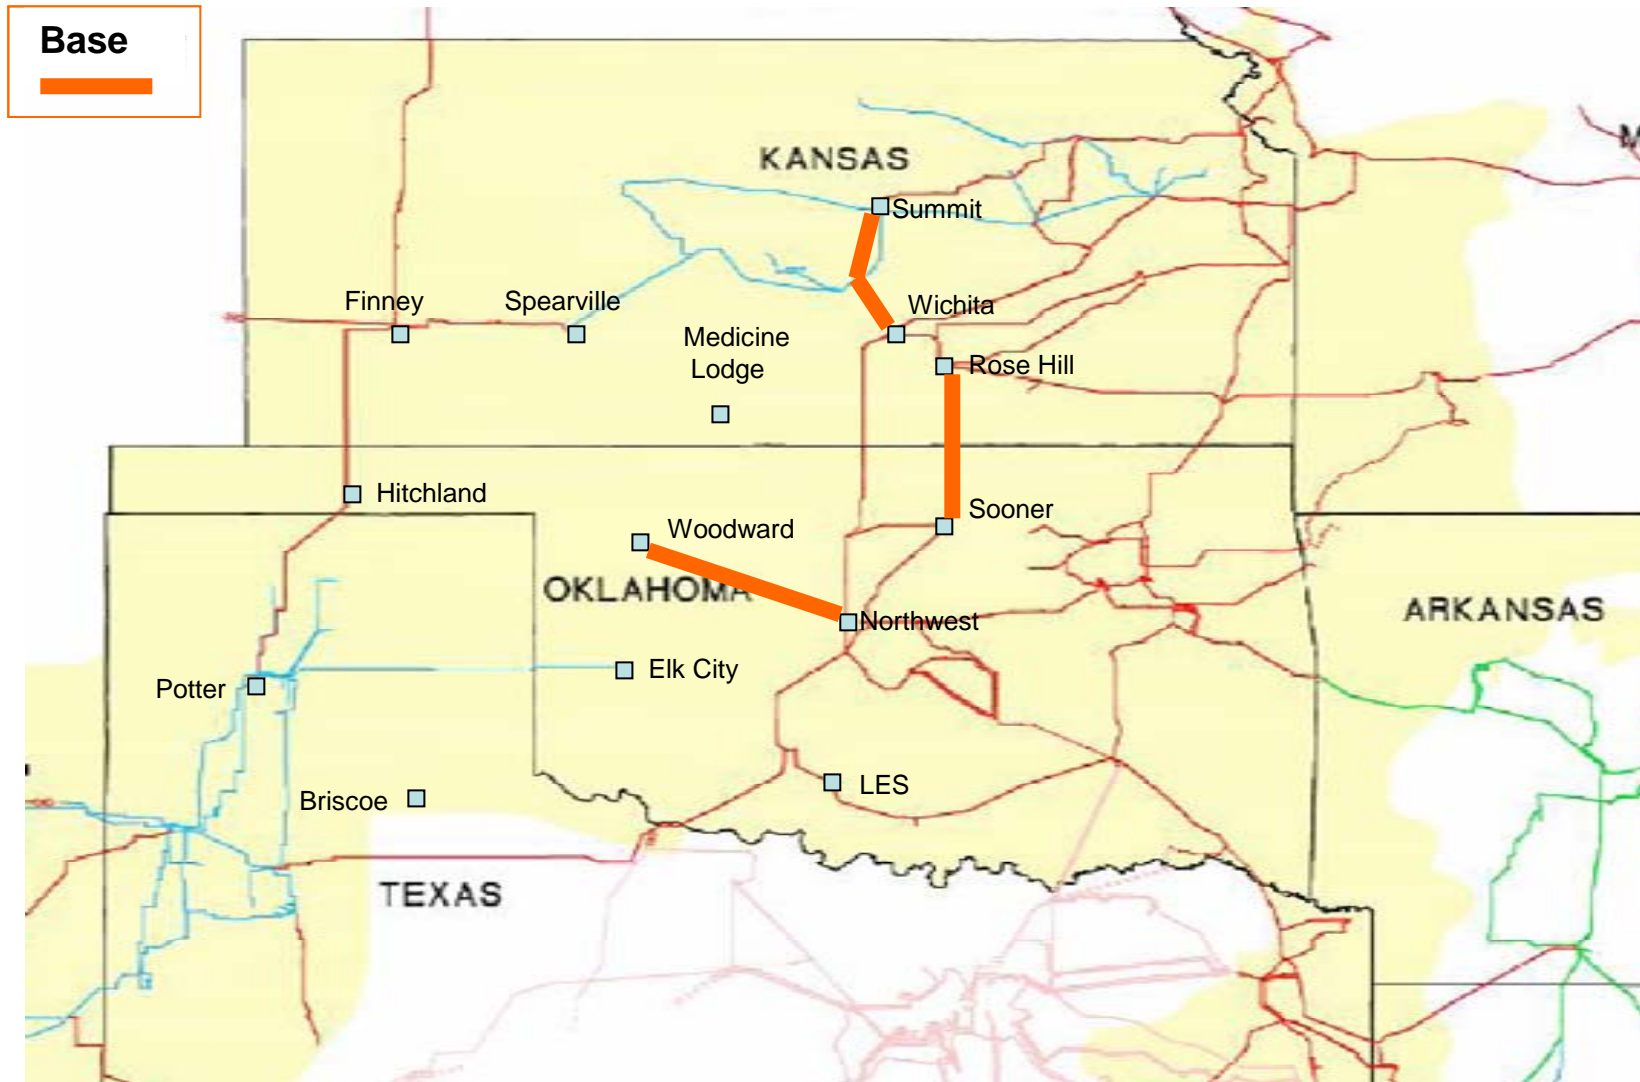 Base
KANSAS
M
Summit
Finney
Spearville
Wichita
Medicine
Lodge
Rose Hill
Hitchland
Sooner
Woodward
OKLAHOMA
Northwest
ARKANSAS
Elk City
Potter
LES
Briscoe
TEXAS